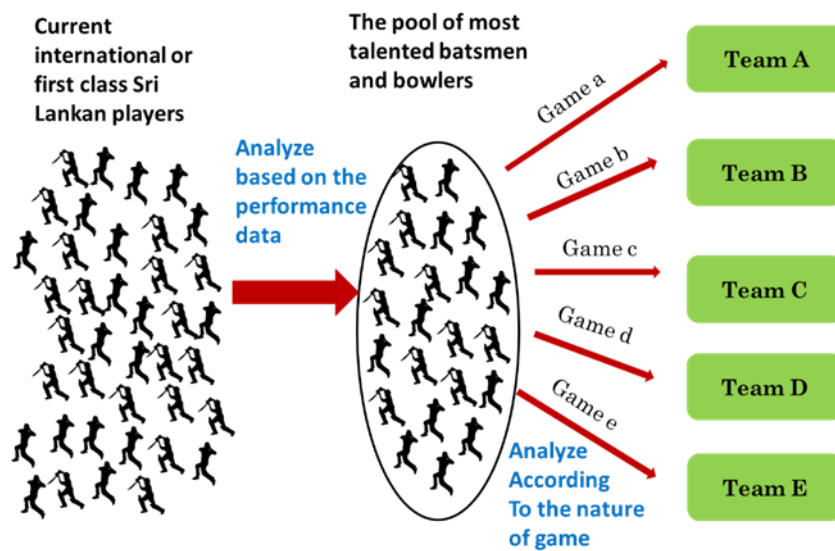 Current
international or
first class Sri
Lankan players
Analyze
based on the
performance
data
The pool of most
talented batsmen
and bowlers
Game a
Game b
Game c
Game d
Game e
Analyze
According
To the nature
of game
Team A
Team B
Team C
Team D
Team E